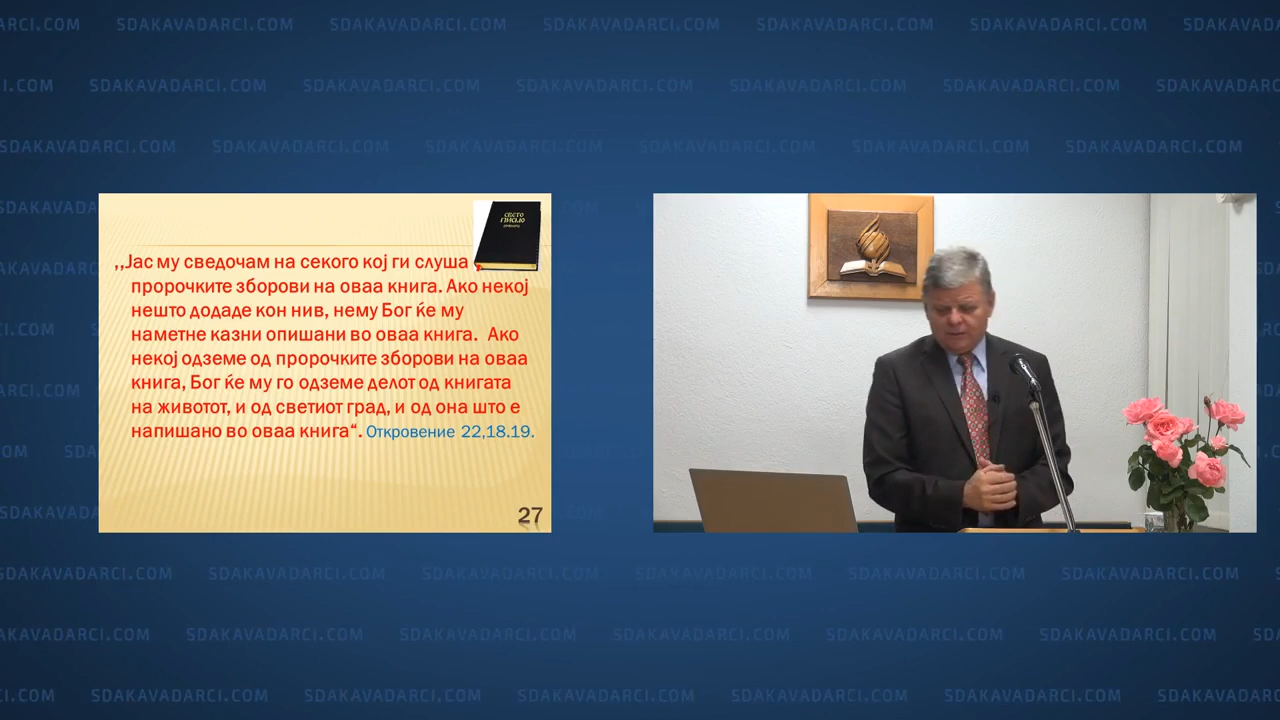 SDAKAVADARCI.COM
СВЕТО
ПИСМО
,,Јас му сведочам на секого кој ги слуша
пророчките зборови на оваа книга. Ако некој
нешто додаде кон нив, нему Бог ќе му
наметне казни опишани во оваа книга.  Ако
некој одземе од пророчките зборови на оваа
книга, Бог ќе му го одземе делот од книгата
на животот, и од светиот град, и од она што е
напишано во оваа книга“. Откровение 22,18.19.
27